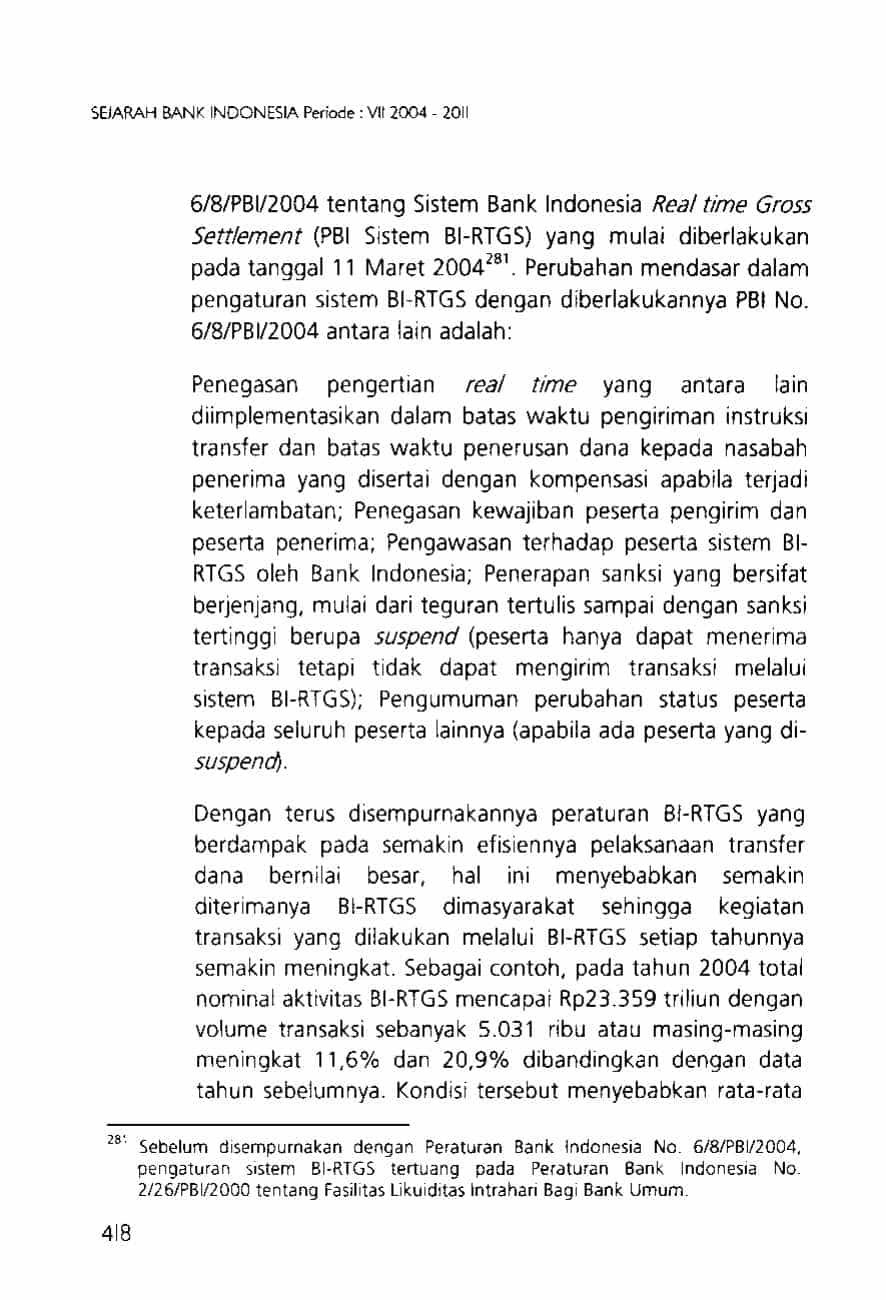 SEJARAH BANK INDONESIA Periode : VII 2004 - 2011
6/8/PBI/2004 tentang Sistem Bank Indonesia Real time Gross
Settlement (PBI Sistem BI-RTGS) yang mulai diberlakukan
pada tanggal 11 Maret 2004281. Perubahan mendasar dalam
pengaturan sistem BI-RTGS dengan diberlakukannya PBI No.
6/8/PBI/2004 antara lain adalah:
Penegasan pengertian real time yang antara lain
diimplementasikan dalam batas waktu pengiriman instruksi
transfer dan batas waktu penerusan dana kepada nasabah
penerima yang disertai dengan kompensasi apabila terjadi
keterlambatan; Penegasan kewajiban peserta pengirim dan
peserta penerima; Pengawasan terhadap peserta sistem BI-
RTGS oleh Bank Indonesia; Penerapan sanksi yang bersifat
berjenjang, mulai dari teguran tertulis sampai dengan sanksi
tertinggi berupa suspend (peserta hanya dapat menerima
transaksi tetapi tidak dapat mengirim transaksi melalui
sistem BI-RTGS); Pengumuman perubahan status peserta
kepada seluruh peserta lainnya (apabila ada peserta yang di-
suspend).
Dengan terus disempurnakannya peraturan BI-RTGS yang
berdampak pada semakin efisiennya pelaksanaan transfer
dana bernilai besar, hal ini menyebabkan semakin
diterimanya BI-RTGS dimasyarakat sehingga kegiatan
transaksi yang dilakukan melalui BI-RTGS setiap tahunnya
semakin meningkat. Sebagai contoh, pada tahun 2004 total
nominal aktivitas BI-RTGS mencapai Rp23.359 triliun dengan
volume transaksi sebanyak 5.031 ribu atau masing-masing
meningkat 11,6% dan 20,9% dibandingkan dengan data
tahun sebelumnya. Kondisi tersebut menyebabkan rata-rata
281 Sebelum disempurnakan dengan Peraturan Bank Indonesia No. 6/8/PBI/2004,
pengaturan sistem BI-RTGS tertuang pada Peraturan Bank Indonesia No.
2/26/PBI/2000 tentang Fasilitas Likuiditas Intrahari Bagi Bank Umum.
418